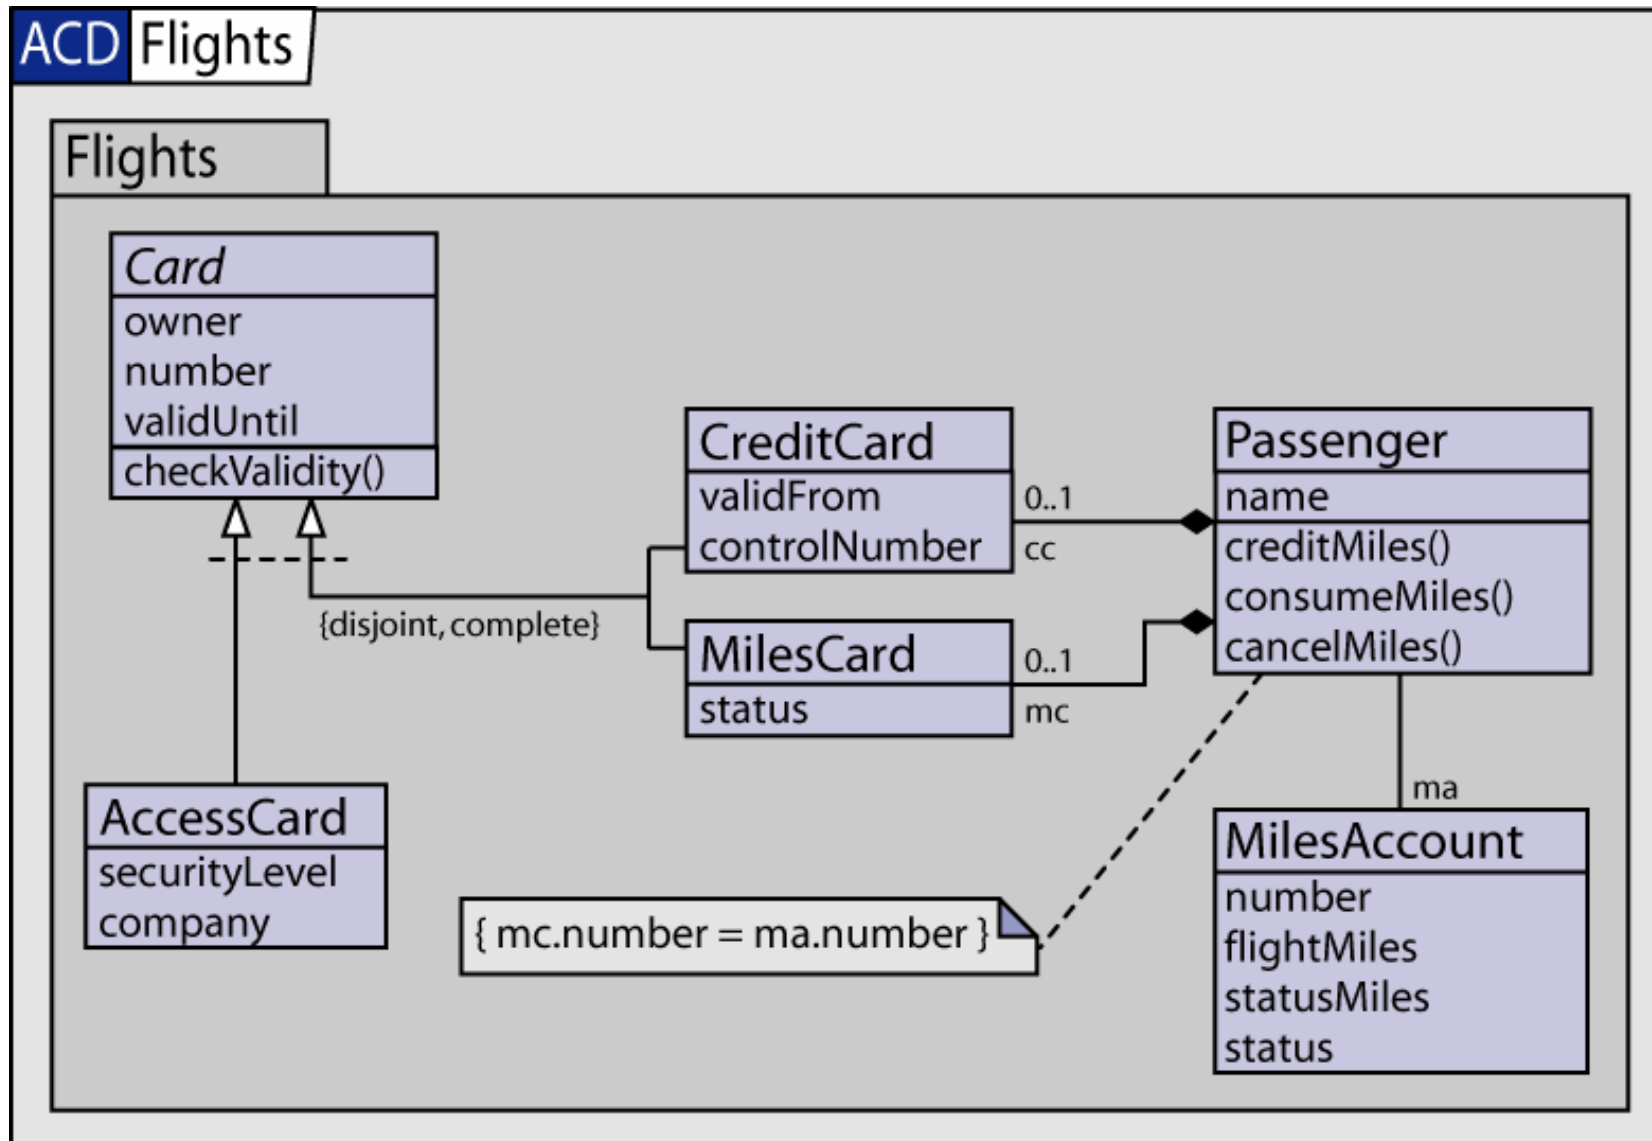 ACD Flights
Flights
Card
owner
number
validUntil
checkValidity()
{disjoint, complete}
CreditCard
validFrom
controlNumber
0..1
cc
MilesCard
status
0..1
mc
Passenger
name
creditMiles()
consumeMiles()
cancelMiles()
ma
AccessCard
securityLevel
company
{ mc.number = ma.number }
MilesAccount
number
flightMiles
statusMiles
status